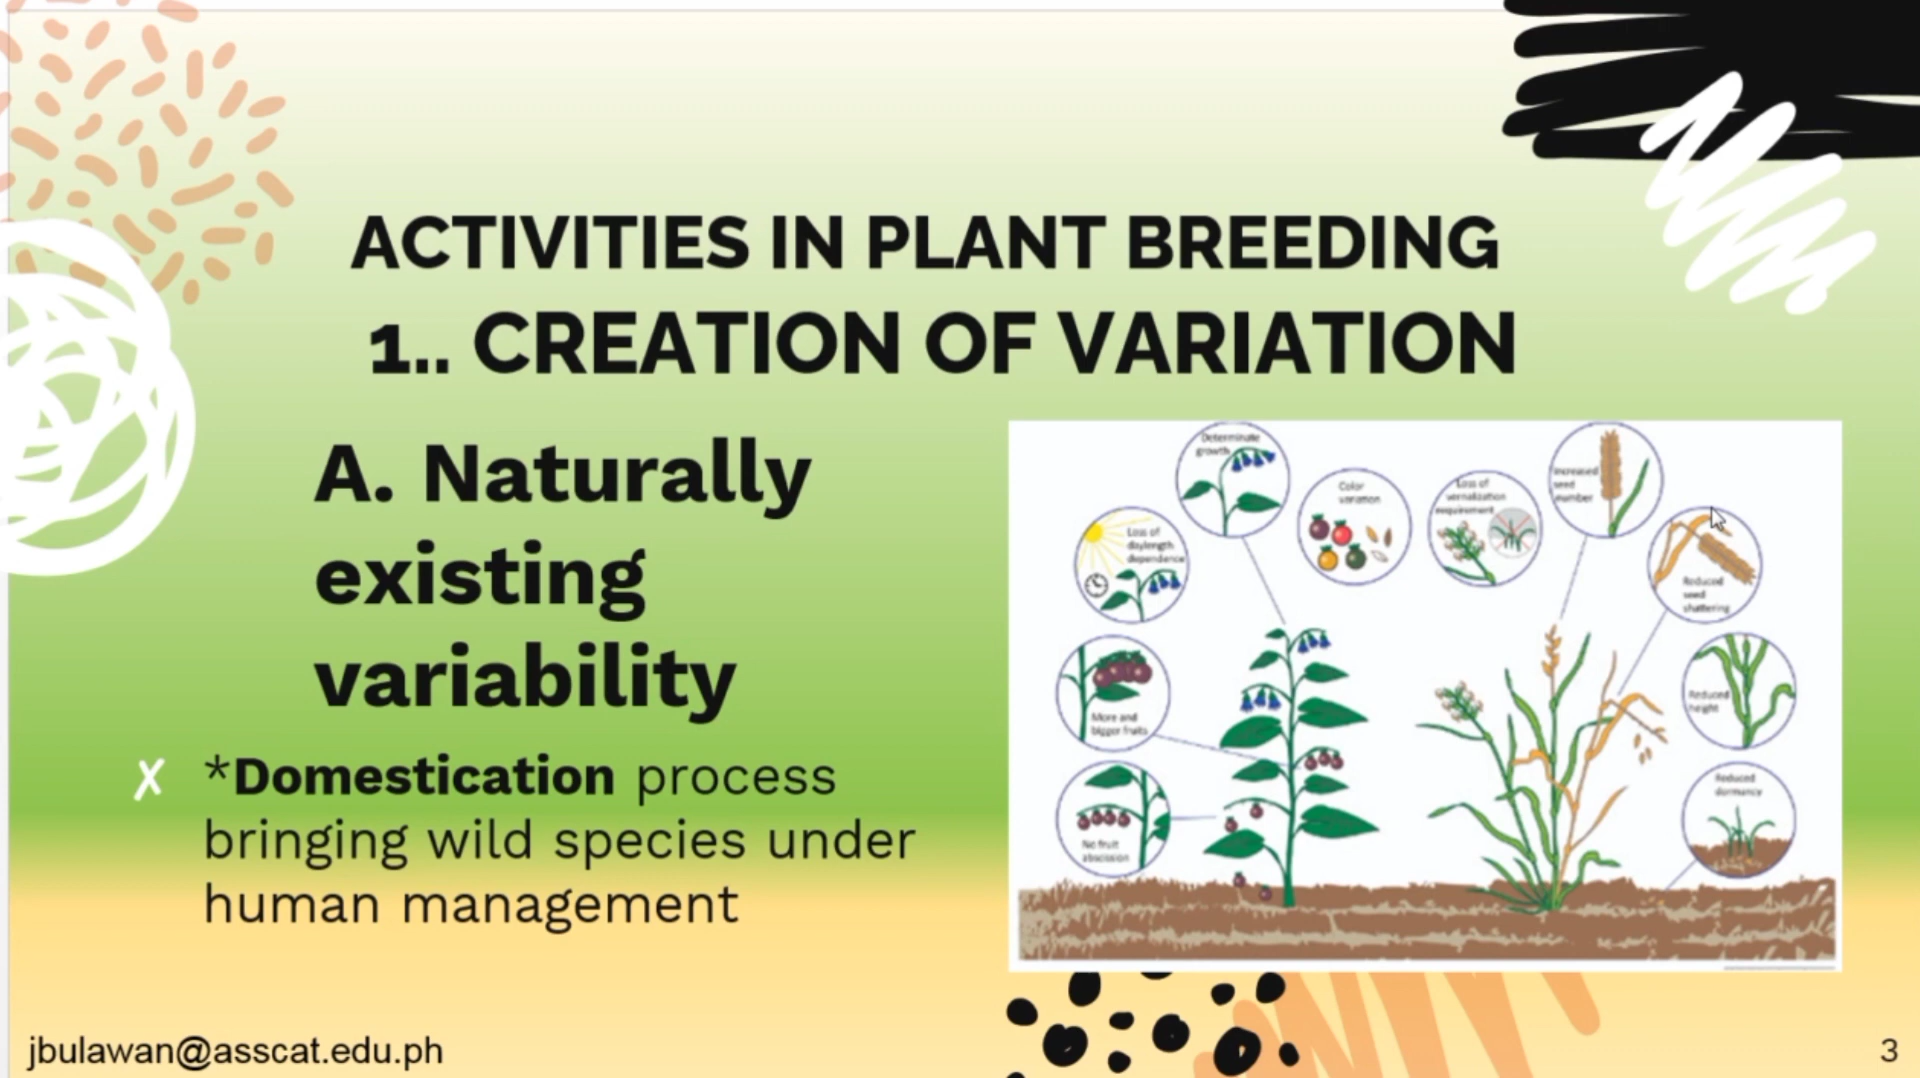 ACTIVITIES IN PLANT BREEDING
1.. CREATION OF VARIATION
A. Naturally
existing
variability
✗ *Domestication process
bringing wild species under
human management
Determinate
growth
Color
variation
Loss of
vernalization
requirement
Increased
seed
number
Loss of
daylength
dependence
Reduced
seed
shattering
More and
bigger fruits
Reduced
height
No fruit
abscission
Reduced
dormancy
jbulawan@asscat.edu.ph
3